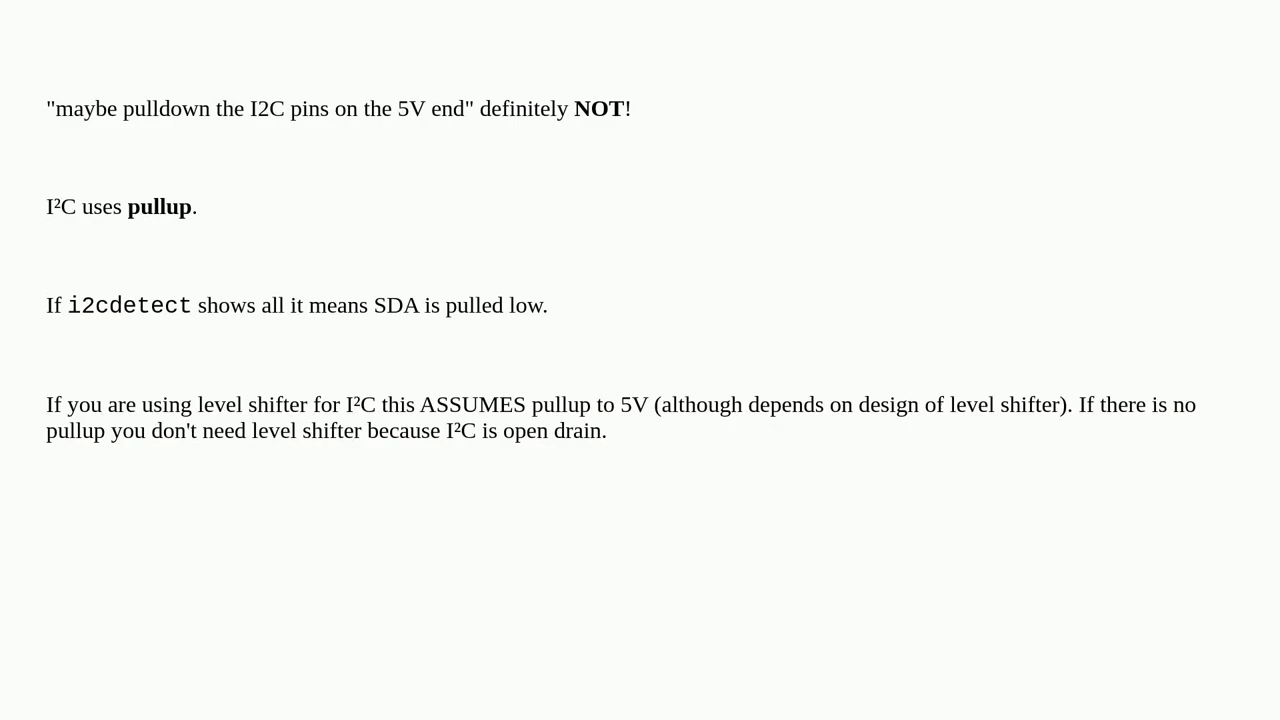 "maybe pulldown the I2C pins on the 5V end" definitely NOT!
I²C uses pullup.
If i2cdetect shows all it means SDA is pulled low.
If you are using level shifter for I²C this ASSUMES pullup to 5V (although depends on design of level shifter). If there is no
pullup you don't need level shifter because I²C is open drain.